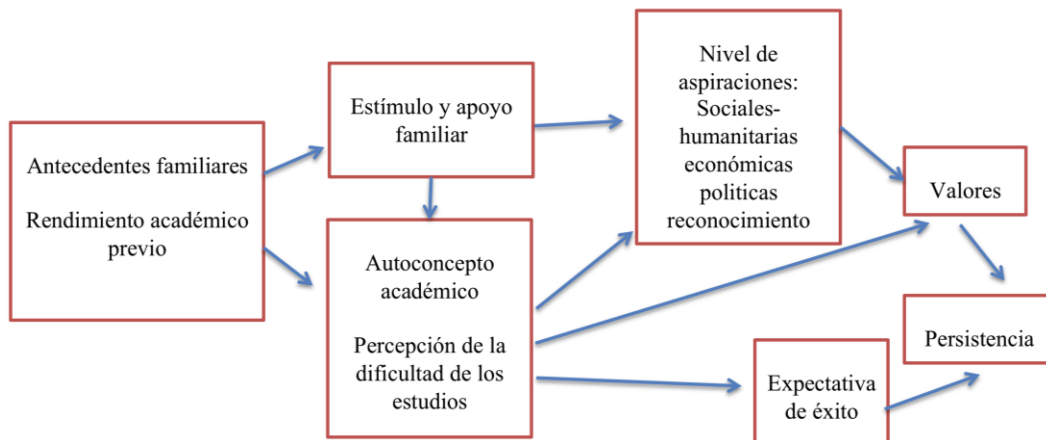 Antecedentes familiares
Rendimiento académico
previo
Estímulo y apoyo
familiar
Autoconcepto
académico
Percepción de la
dificultad de los
estudios
Nivel de
aspiraciones:
Sociales-
humanitarias
económicas
politicas
reconocimiento
Valores
Expectativa
de éxito
Persistencia